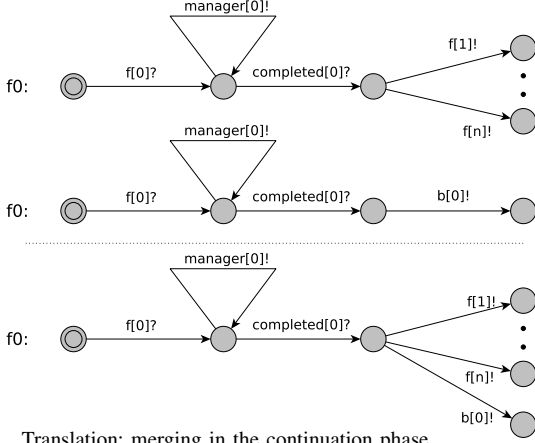 manager[0]!
f[1]!
f[0]?
completed[0]?
f0:
f[n]!
manager[0]!
f[0]?
completed[0]?
b[0]!
f0:
manager[0]!
f[1]!
f[0]?
completed[0]?
f0:
f[n]!
b[0]!
Translation: merging in the continuation phase